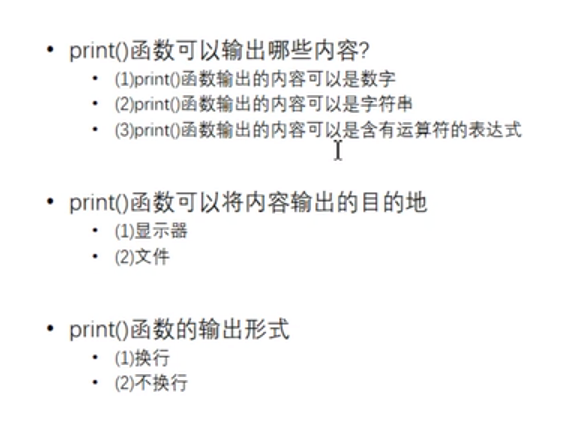 • print()函数可以输出哪些内容?
• (1)print()函数输出的内容可以是数字
• (2)print()函数输出的内容可以是字符串
• (3)print()函数输出的内容可以是含有运算符的表达式
• print()函数可以将内容输出的目的地
• (1)显示器
• (2)文件
• print()函数的输出形式
• (1)换行
• (2)不换行